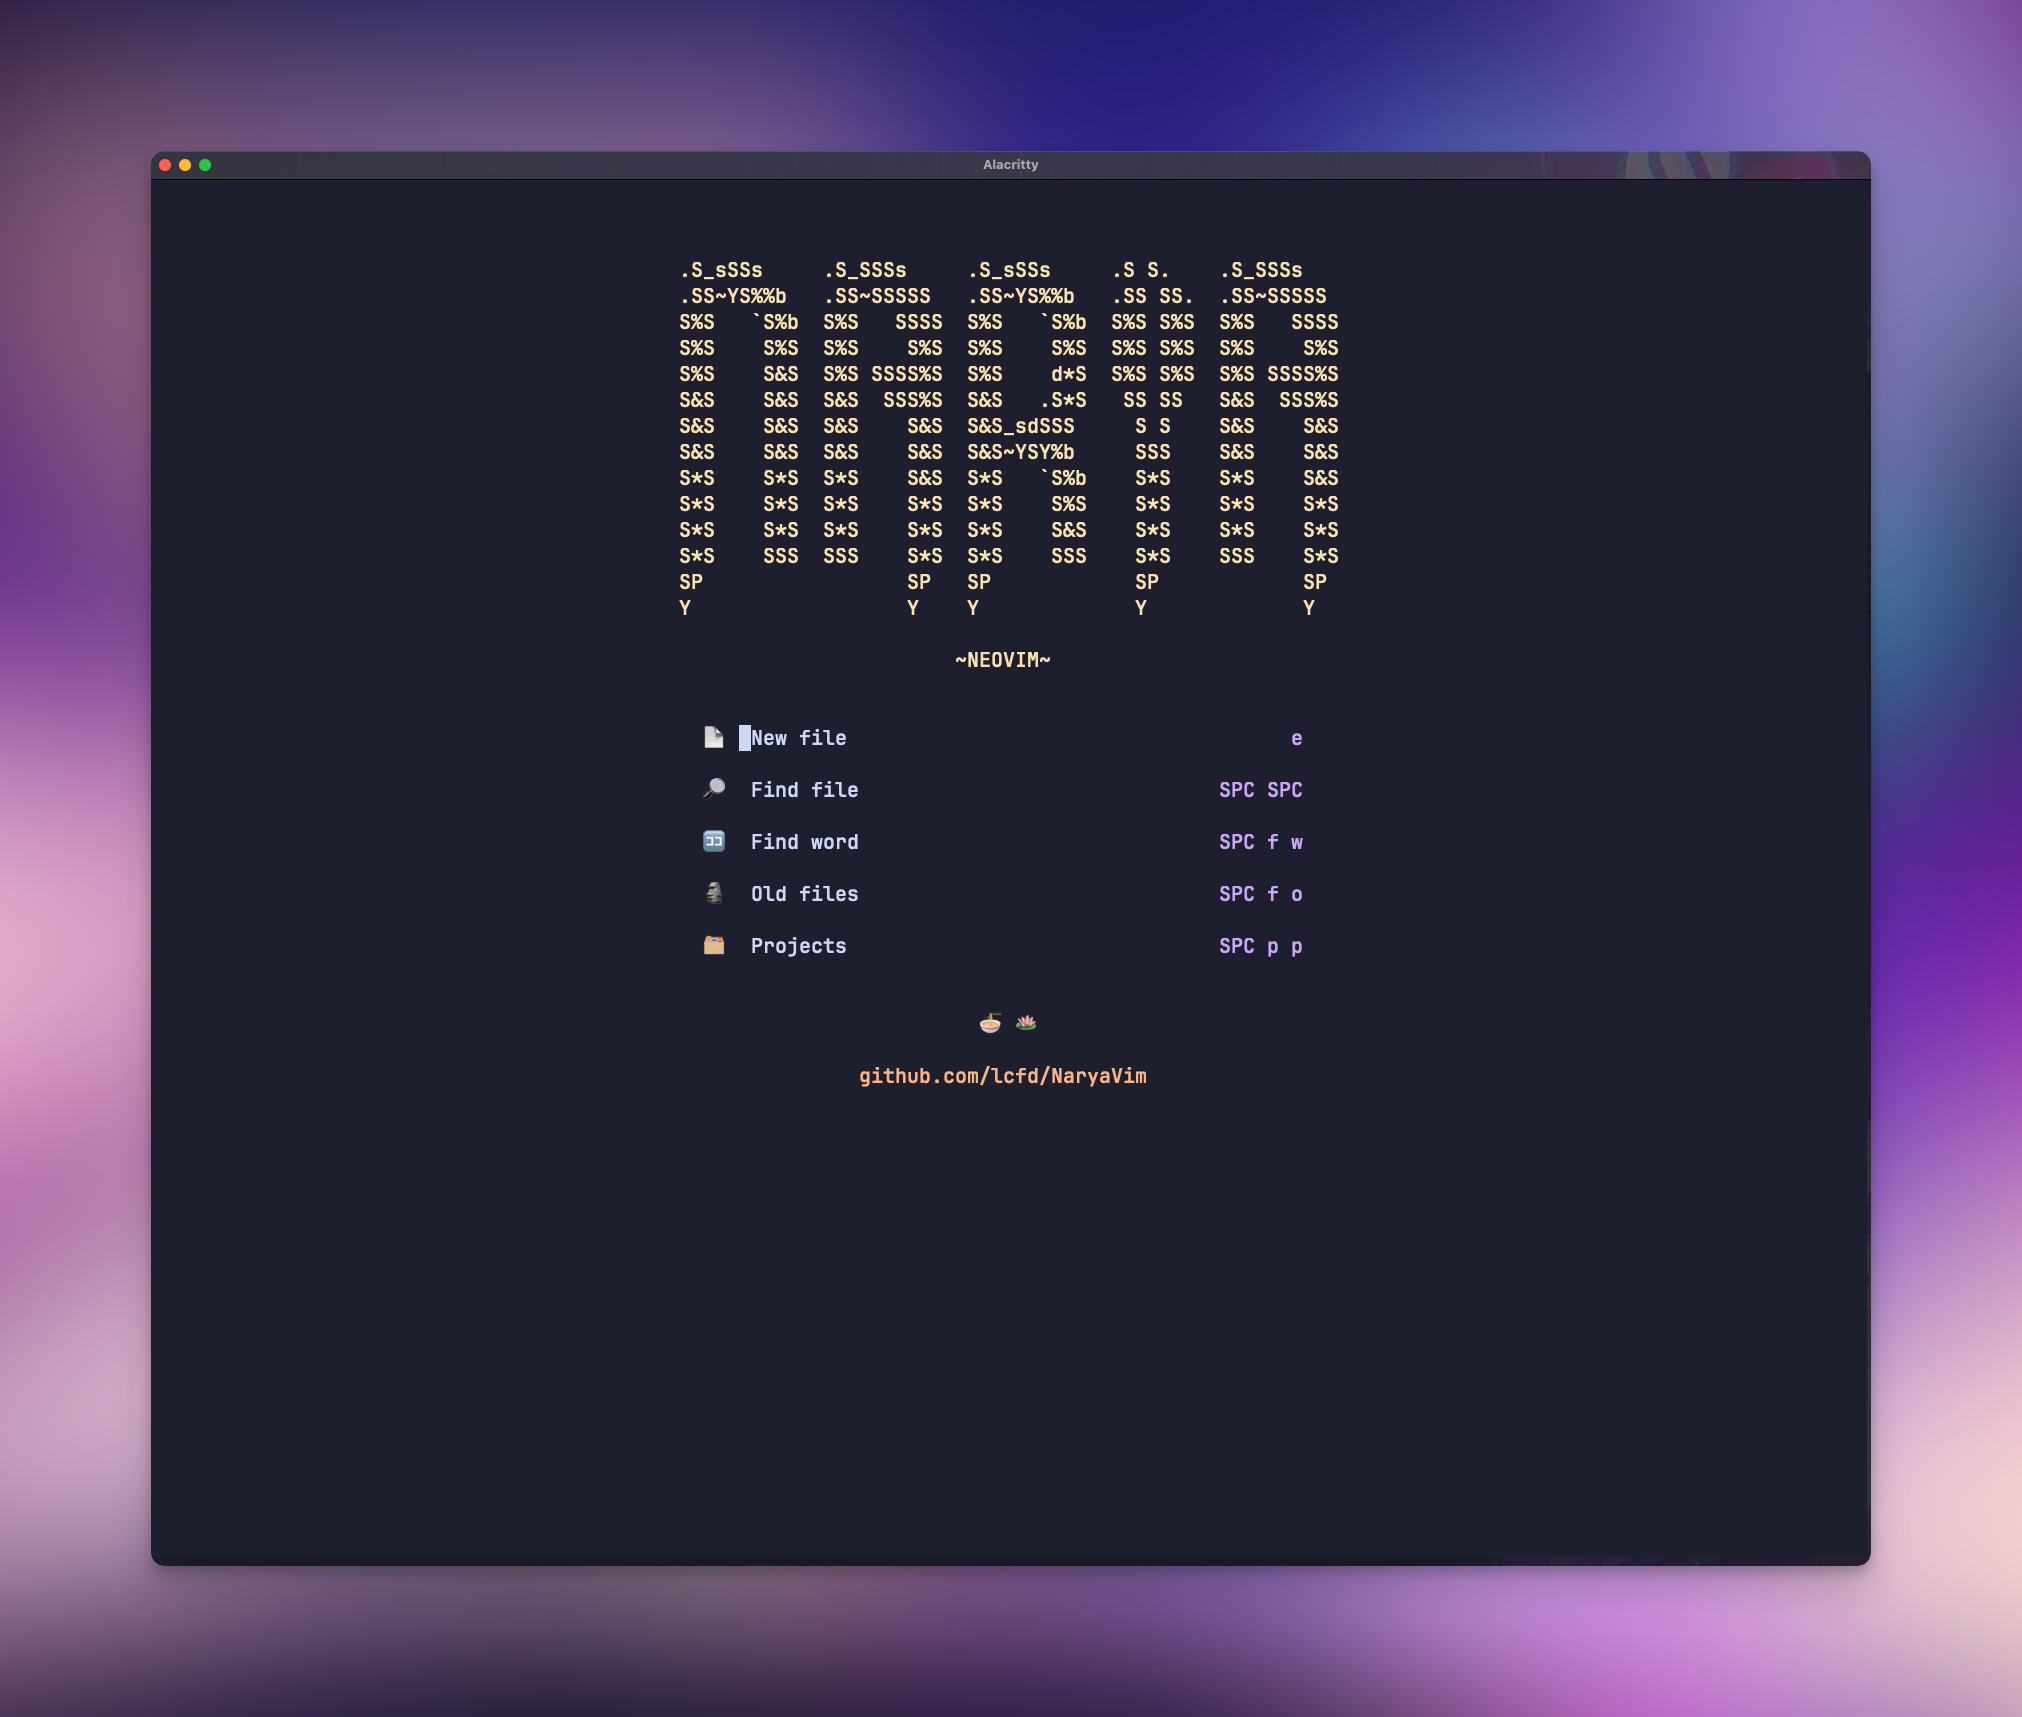 Alacritty
.S_sSSs     .S_SSSs     .S_sSSs     .S S.    .S_SSSs
.SS~YS%%b   .SS~SSSSS   .SS~YS%%b   .SS SS.  .SS~SSSSS
S%S   `S%b  S%S   SSSS  S%S   `S%b  S%S S%S  S%S   SSSS
S%S    S%S  S%S    S%S  S%S    S%S  S%S S%S  S%S    S%S
S%S    S&S  S%S SSSS%S  S%S    d*S  S%S S%S  S%S SSSS%S
S&S    S&S  S&S  SSS%S  S&S   .S*S   SS SS   S&S  SSS%S
S&S    S&S  S&S    S&S  S&S_sdSSS     S S    S&S    S&S
S&S    S&S  S&S    S&S  S&S~YSY%b     SSS    S&S    S&S
S*S    S*S  S*S    S&S  S*S   `S%b    S*S    S*S    S&S
S*S    S*S  S*S    S*S  S*S    S%S    S*S    S*S    S*S
S*S    S*S  S*S    S*S  S*S    S&S    S*S    S*S    S*S
S*S    SSS  SSS    S*S  S*S    SSS    S*S    SSS    S*S
SP                 SP   SP            SP            SP
Y                  Y    Y             Y             Y
~NEOVIM~
New file e
Find file SPC SPC
🈁 Find word SPC f w
Old files SPC f o
Projects SPC p p
github.com/lcfd/NaryaVim